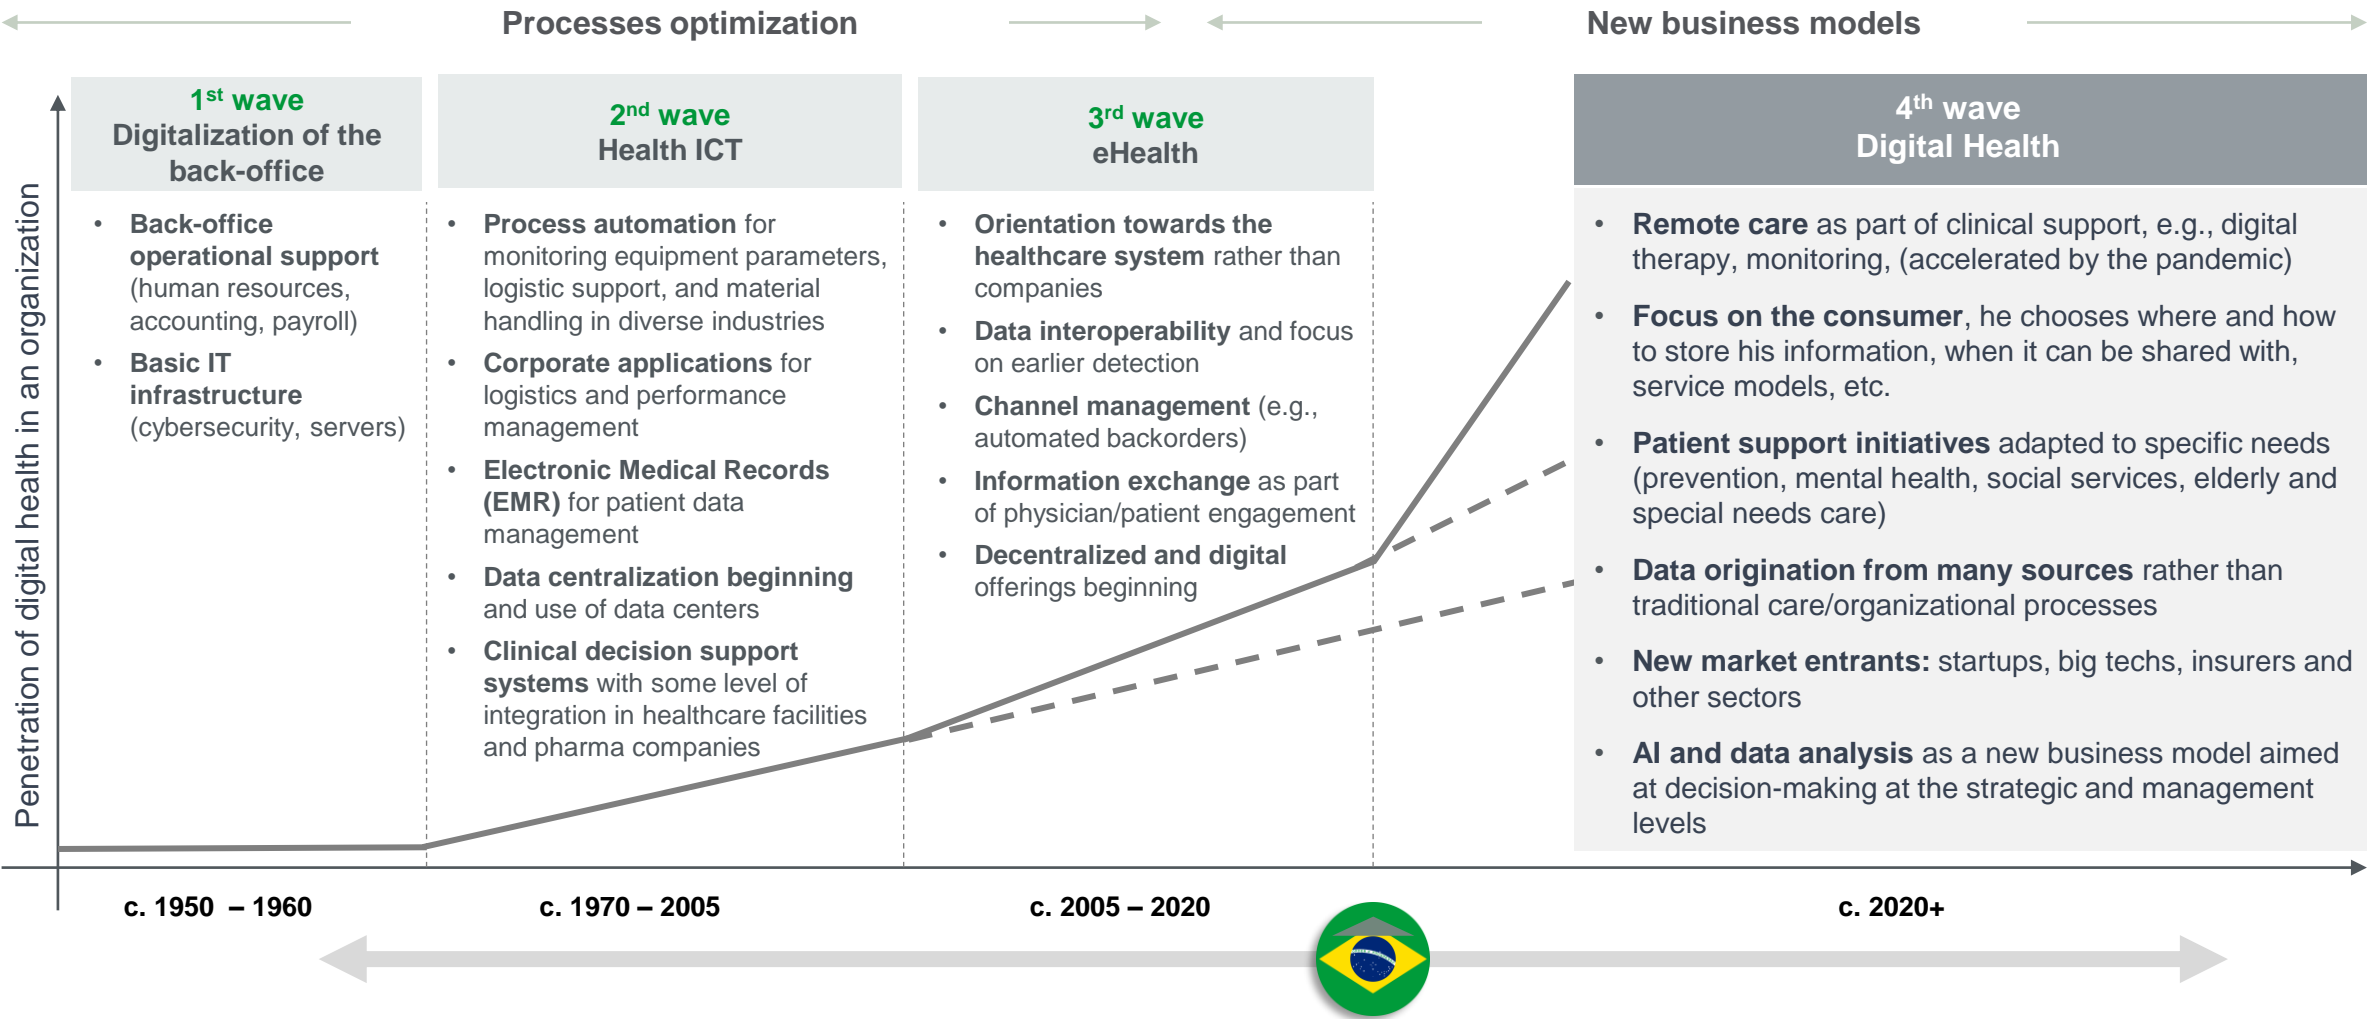 Processes optimization
New business models
Penetration of digital health in an organization
1st wave
Digitalization of the
back-office
• Back-office
operational support
(human resources,
accounting, payroll)
• Basic IT
infrastructure
(cybersecurity, servers)
2nd wave
Health ICT
• Process automation for
monitoring equipment parameters,
logistic support, and material
handling in diverse industries
• Corporate applications for
logistics and performance
management
• Electronic Medical Records
(EMR) for patient data
management
• Data centralization beginning
and use of data centers
• Clinical decision support
systems with some level of
integration in healthcare facilities
and pharma companies
3rd wave
eHealth
• Orientation towards the
healthcare system rather than
companies
• Data interoperability and focus
on earlier detection
• Channel management (e.g.,
automated backorders)
• Information exchange as part
of physician/patient engagement
• Decentralized and digital
offerings beginning
4th wave
Digital Health
• Remote care as part of clinical support, e.g., digital
therapy, monitoring, (accelerated by the pandemic)
• Focus on the consumer, he chooses where and how
to store his information, when it can be shared with,
service models, etc.
• Patient support initiatives adapted to specific needs
(prevention, mental health, social services, elderly and
special needs care)
• Data origination from many sources rather than
traditional care/organizational processes
• New market entrants: startups, big techs, insurers and
other sectors
• AI and data analysis as a new business model aimed
at decision-making at the strategic and management
levels
c. 1950 – 1960
c. 1970 – 2005
c. 2005 – 2020
c. 2020+